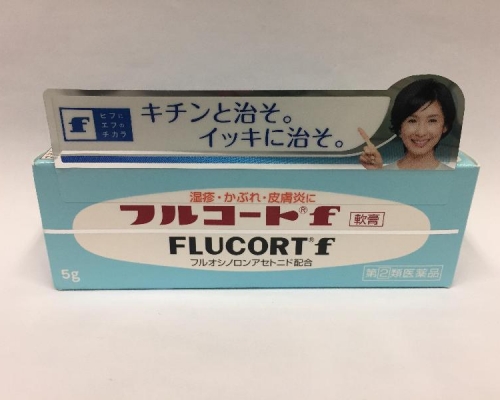 ヒフに
エフの
チカラ
f
キチンと治そ。
イッキに治そ。
湿疹・かぶれ・皮膚炎に
フルコート®f
軟膏
FLUCORT®f
フルオシノロンアセトニド配合
5g
指②類医薬品